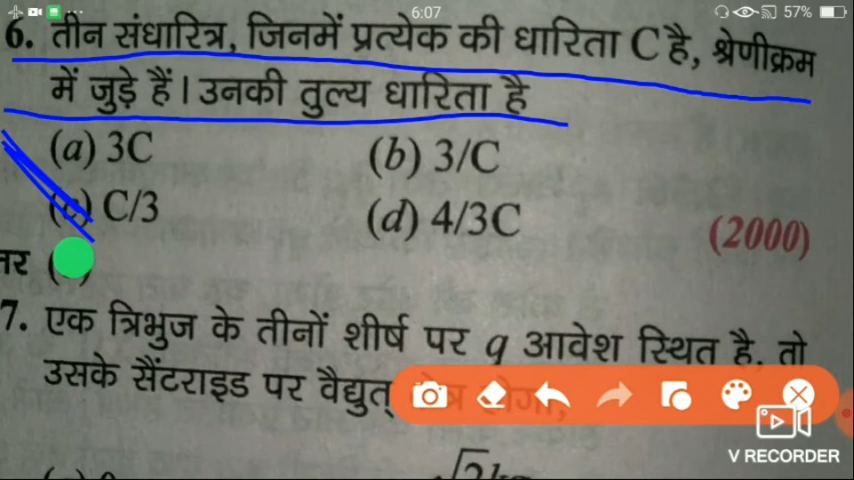 6:07
57%
6. तीन संधारित्र, जिनमें प्रत्येक की धारिता C है, श्रेणीक्रम
में जुड़े हैं। उनकी तुल्य धारिता है
(a) 3C (b) 3/C
(c) C/3 (d) 4/3C
(2000)
7. एक त्रिभुज के तीनों शीर्ष पर q आवेश स्थित है, तो
उसके सैंटराइड पर वैद्युत्
V RECORDER